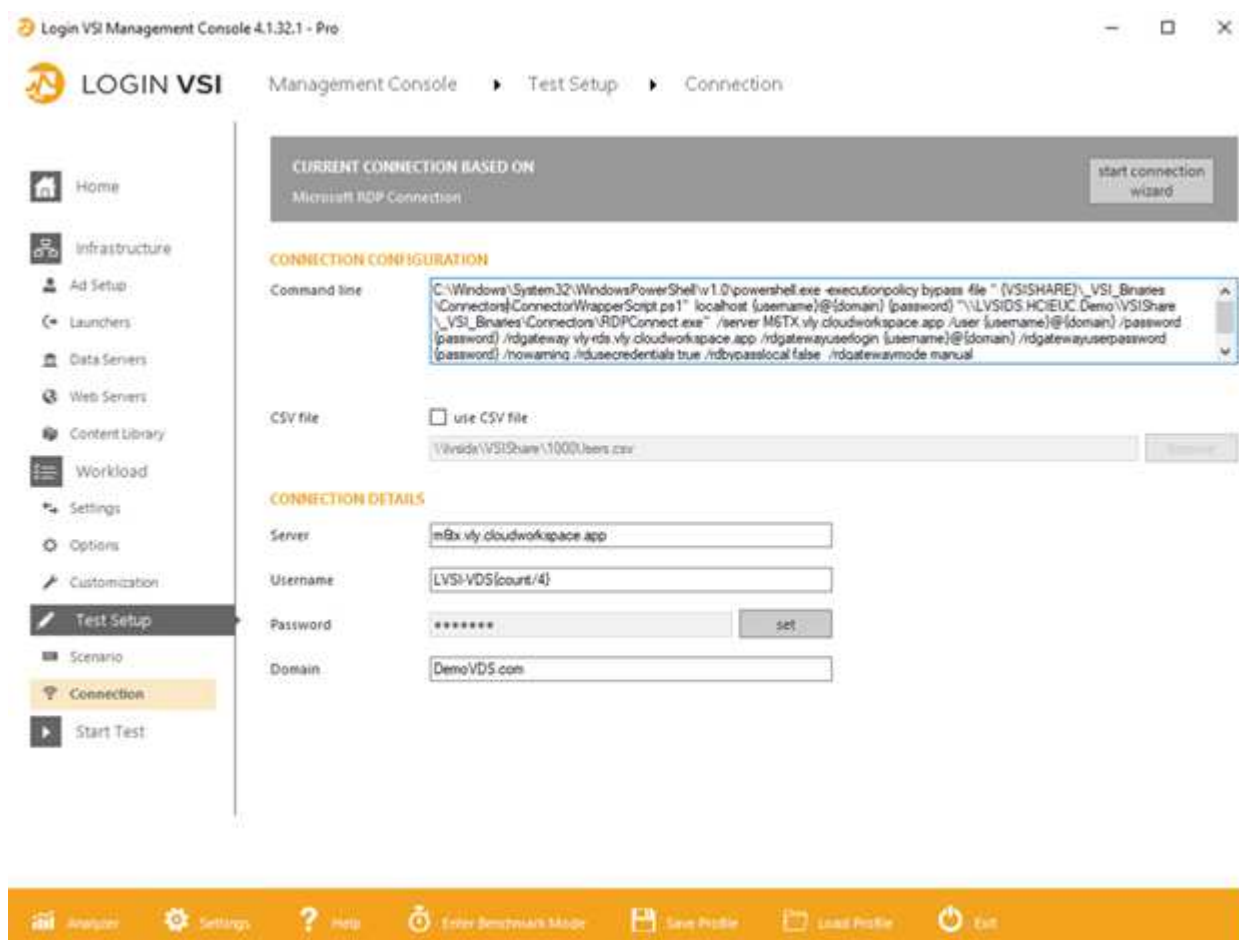 Login VSI Management Console 4.1.32.1 - Pro
LOGIN VSI
Management Console
Test Setup
Connection
CURRENT CONNECTION BASED ON
Microsoft RDP Connection
start connection
wizard
Home
Infrastructure
Ad Setup
Launchers
Data Servers
Web Servers
Content Library
Workload
Settings
Options
Customization
Test Setup
Scenario
Connection
Start Test
CONNECTION CONFIGURATION
Command line
C:\Windows\System32\WindowsPowerShell\v1.0\powershell.exe -executionpolicy bypass -file " {VSISHARE}\_VSI_Binaries
\Connectors\ConnectorWrapperScript.ps1" localhost {username}@{domain} {password} "\\LVSIDS.HCIEUC.Demo\VSIShare
\_VSI_Binaries\Connectors\RDPConnect.exe" /server M6TX.vly.cloudworkspace.app /user {username}@{domain} /password
{password} /rdgateway vly-rds.vly.cloudworkspace.app /rdgatewayuserlogin {username}@{domain} /rdgatewayuserpassword
{password} /nowarning /rdusecredentials true /rdbypasslocal false /rdgatewaymode manual
CSV file
use CSV file
\\lvsids\VSIShare\1000Users.csv
CONNECTION DETAILS
Server
.vly.cloudworkspace.app
Username
LVSI-VDS{count/4}
Password
*******
set
Domain
DemoVDS.com
Analyzer
Settings
Help
Enter Benchmark Mode
Save Profile
Load Profile
Exit